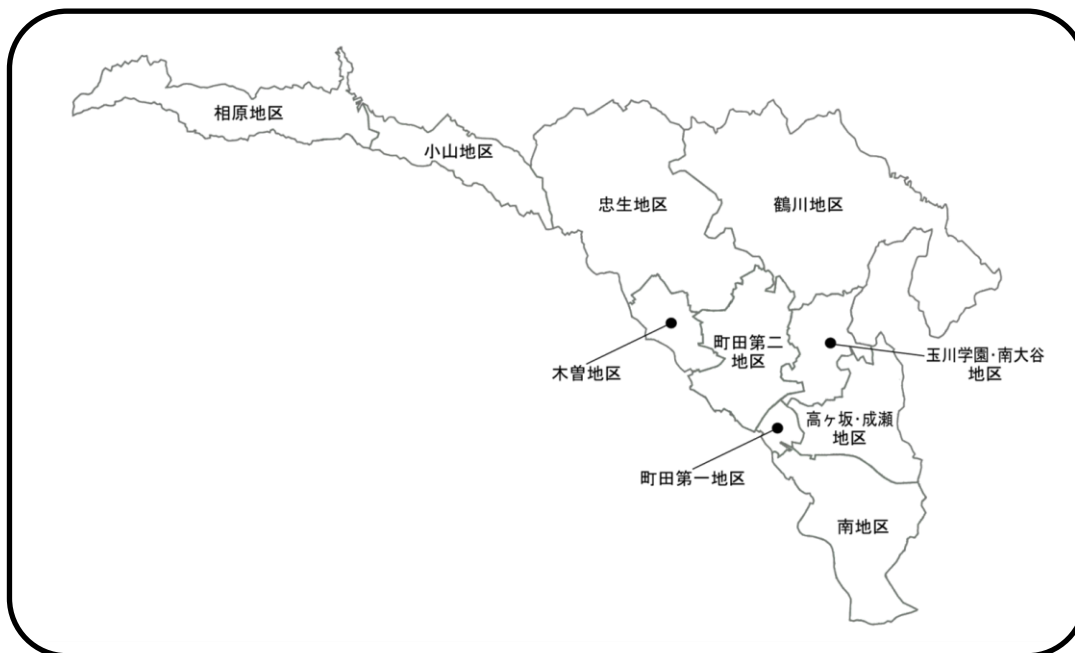 相原地区
小山地区
忠生地区
鶴川地区
町田第二
地区
玉川学園･南大谷
地区
木曽地区
高ヶ坂･成瀬
地区
町田第一地区
南地区